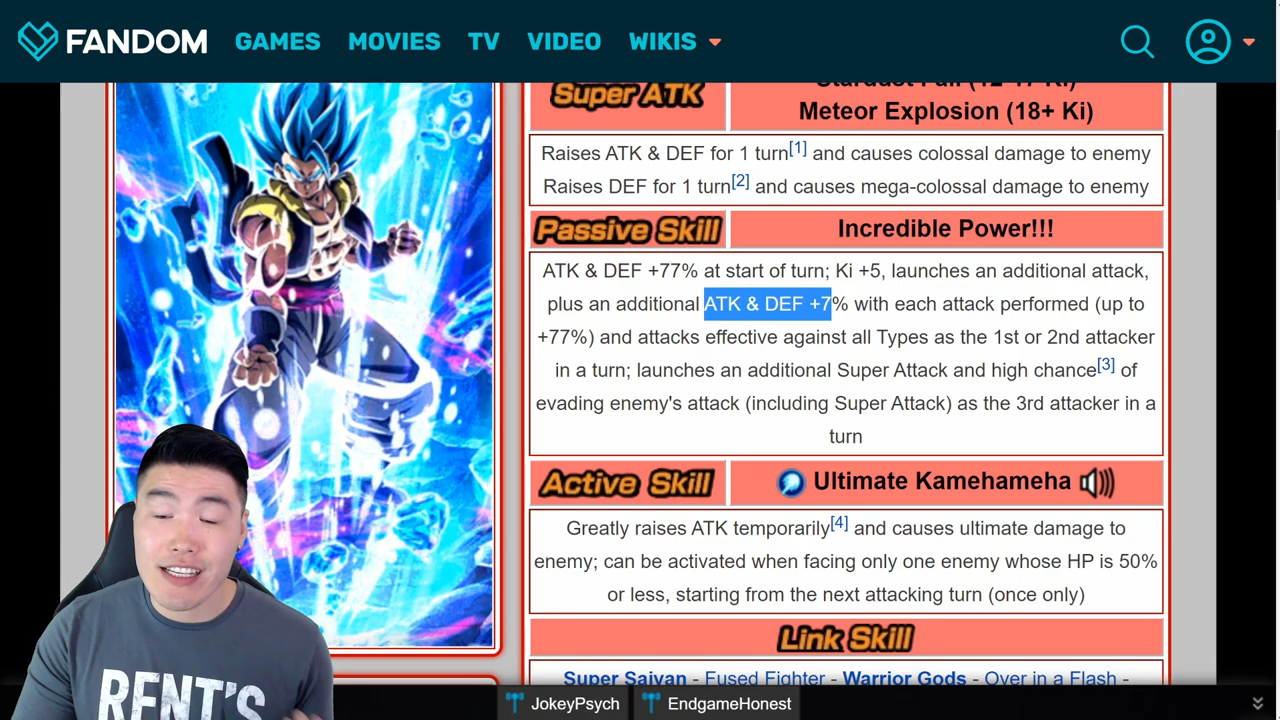 FANDOM GAMES MOVIES TV VIDEO WIKIS
Super ATK
Stardust Fall (12-17 Ki)
Meteor Explosion (18+ Ki)
Raises ATK & DEF for 1 turn[1] and causes colossal damage to enemy
Raises DEF for 1 turn[2] and causes mega-colossal damage to enemy
Passive Skill
Incredible Power!!!
ATK & DEF +77% at start of turn; Ki +5, launches an additional attack,
plus an additional ATK & DEF +7% with each attack performed (up to
+77%) and attacks effective against all Types as the 1st or 2nd attacker
in a turn; launches an additional Super Attack and high chance[3] of
evading enemy's attack (including Super Attack) as the 3rd attacker in a
turn
Active Skill
Ultimate Kamehameha
Greatly raises ATK temporarily[4] and causes ultimate damage to
enemy; can be activated when facing only one enemy whose HP is 50%
or less, starting from the next attacking turn (once only)
Link Skill
Super Saiyan - Fused Fighter - Warrior Gods - Over in a Flash -
RENT'S
JokeyPsych EndgameHonest